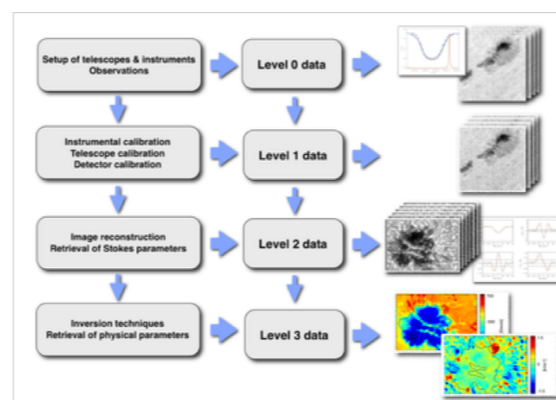 Setup of telescopes & instruments
Observations
Level 0 data
Instrumental calibration
Telescope calibration
Detector calibration
Level 1 data
Image reconstruction
Retrieval of Stokes parameters
Level 2 data
Inversion techniques
Retrieval of physical parameters
Level 3 data